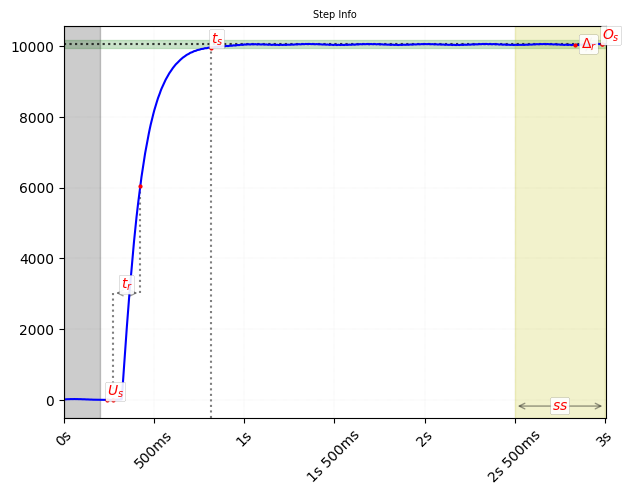 Step Info
10000
8000
6000
4000
2000
0
t_s
Δ_r
O_s
t_r
U_s
ss
0s
500ms
1s
1s 500ms
2s
2s 500ms
3s